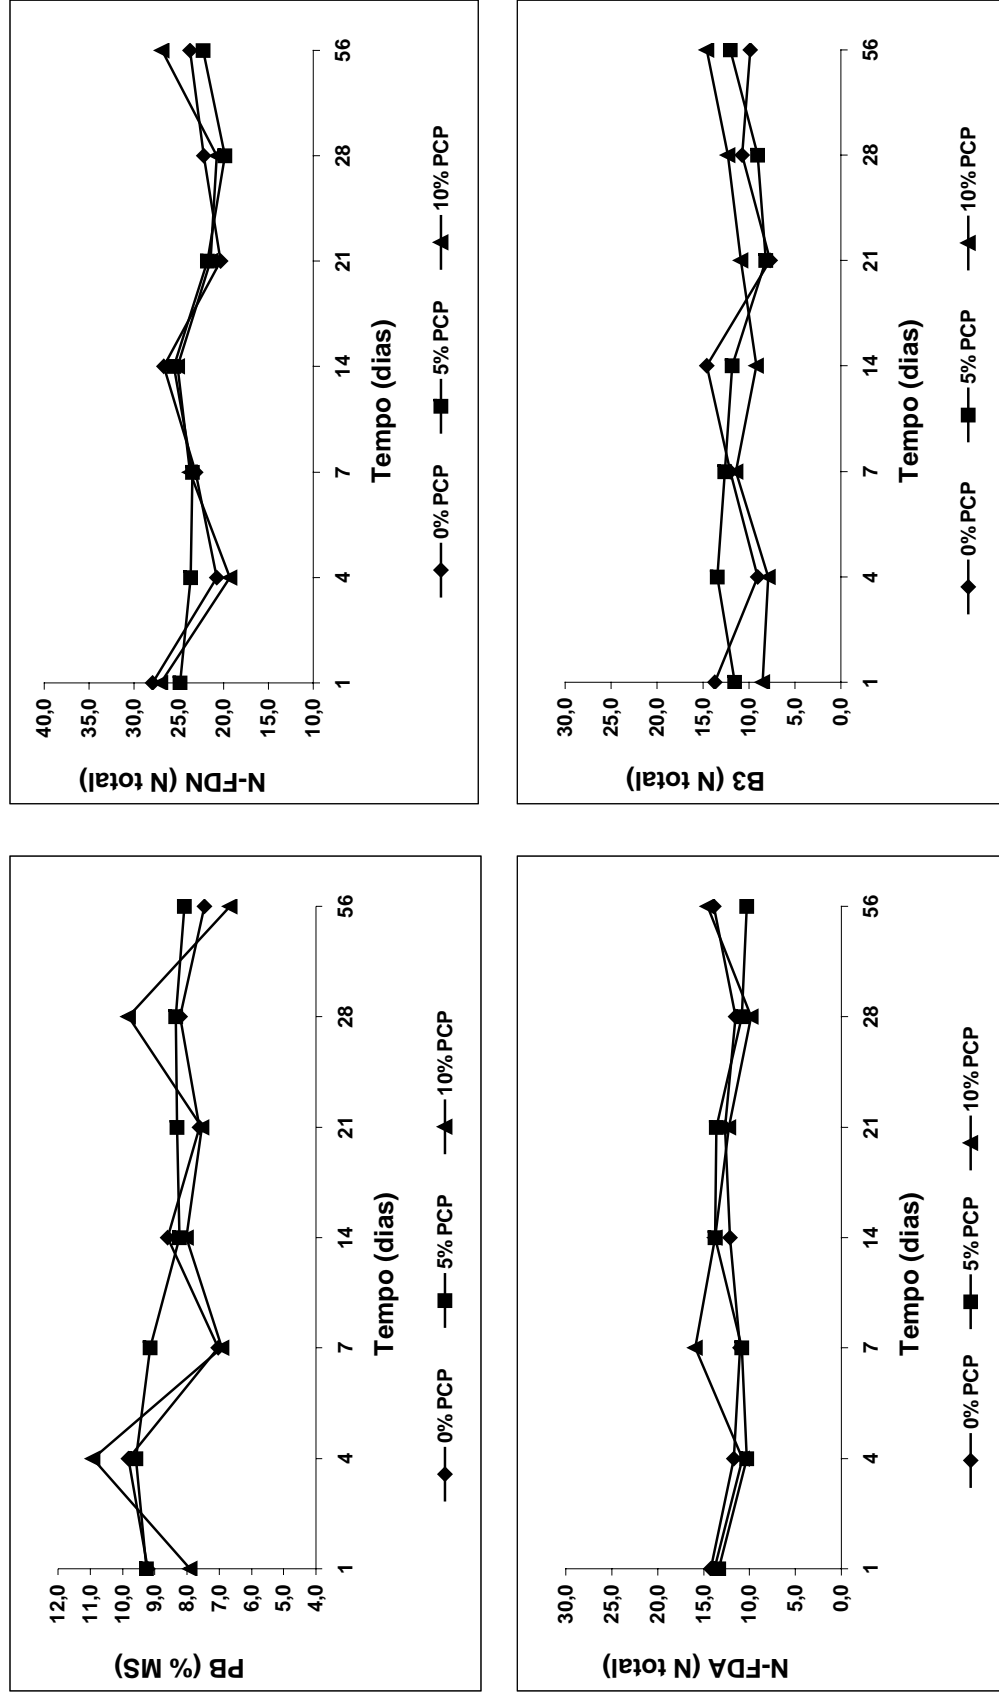 PB (% MS)
12,0
11,0
10,0
9,0
8,0
7,0
6,0
5,0
4,0
1 4 7 14 21 28 56
Tempo (dias)
0% PCP 5% PCP 10% PCP
N-FDN (N total)
40,0
35,0
30,0
25,0
20,0
15,0
10,0
1 4 7 14 21 28 56
Tempo (dias)
0% PCP 5% PCP 10% PCP
N-FDA (N total)
30,0
25,0
20,0
15,0
10,0
5,0
0,0
1 4 7 14 21 28 56
Tempo (dias)
0% PCP 5% PCP 10% PCP
B3 (N total)
30,0
25,0
20,0
15,0
10,0
5,0
0,0
1 4 7 14 21 28 56
Tempo (dias)
0% PCP 5% PCP 10% PCP